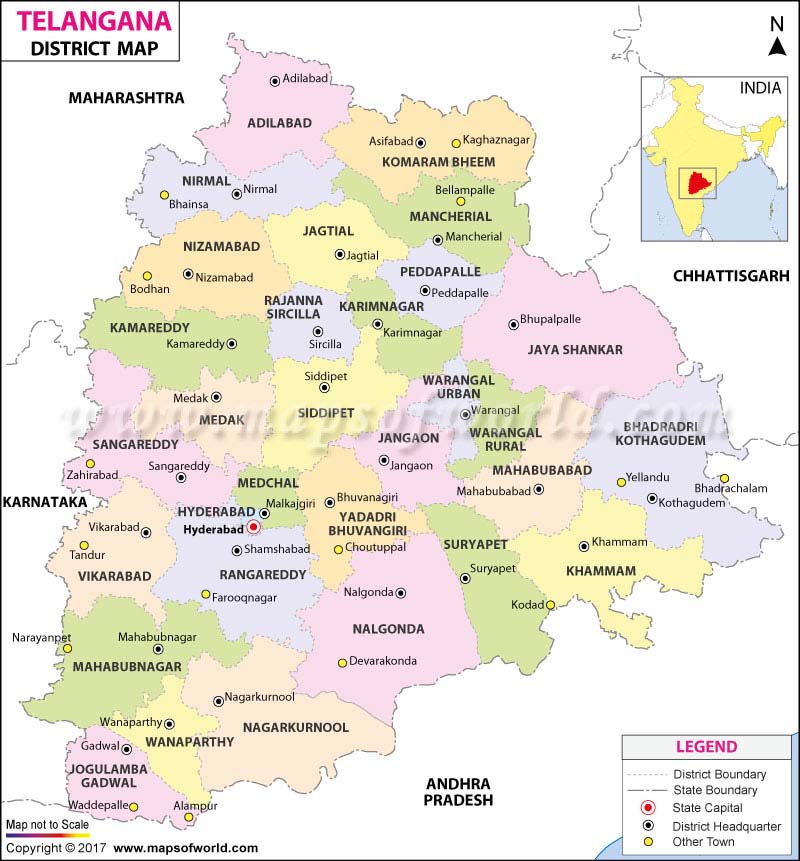 TELANGANA
DISTRICT MAP
N
INDIA
MAHARASHTRA
Adilabad
ADILABAD
Asifabad
Kaghaznagar
KOMARAM BHEEM
NIRMAL
Nirmal
Bhainsa
Bellampalle
MANCHERIAL
Mancherial
JAGTIAL
Jagtial
NIZAMABAD
Nizamabad
Bodhan
PEDDAPALLE
Peddapalle
CHHATTISGARH
RAJANNA
SIRCILLA
Sircilla
KARIMNAGAR
Karimnagar
KAMAREDDY
Kamareddy
Bhupalpalle
JAYA SHANKAR
Siddipet
SIDDIPET
Medak
MEDAK
WARANGAL
URBAN
Warangal
WARANGAL
RURAL
www.mapsofworld.com
BHADRADRI
KOTHAGUDEM
SANGAREDDY
Sangareddy
Zahirabad
JANGAON
Jangaon
MAHABUBABAD
Mahabubabad
Yellandu
Bhadrachalam
Kothagudem
KARNATAKA
MEDCHAL
Malkajgiri
HYDERABAD
Hyderabad
Bhuvanagiri
YADADRI
BHUVANGIRI
Choutuppal
Vikarabad
Tandur
VIKARABAD
Shamshabad
RANGAREDDY
Farooqnagar
SURYAPET
Suryapet
Khammam
KHAMMAM
Kodad
Nalgonda
NALGONDA
Devarakonda
Narayanpet
Mahabubnagar
MAHABUBNAGAR
Nagarkurnool
NAGARKURNOOL
Wanaparthy
WANAPARTHY
Gadwal
JOGULAMBA
GADWAL
Waddepalle
Alampur
ANDHRA
PRADESH
LEGEND
District Boundary
State Boundary
State Capital
District Headquarter
Other Town
Map not to Scale
Copyright © 2017 www.mapsofworld.com